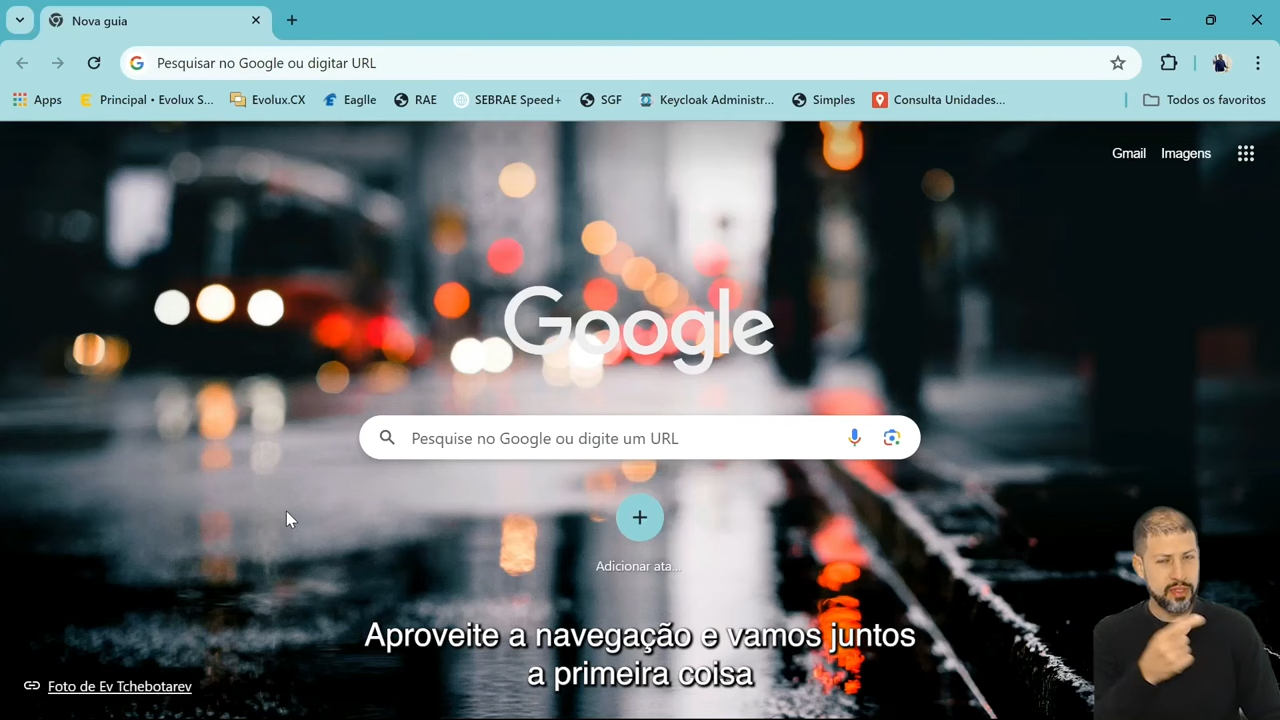 Nova guia
Pesquisar no Google ou digitar URL
Apps
Principal • Evolux S...
Evolux.CX
Eaglle
RAE
SEBRAE Speed+
SGF
Keycloak Administr...
Simples
Consulta Unidades...
Todos os favoritos
Gmail
Imagens
Google
Pesquise no Google ou digite um URL
Adicionar ata...
Aproveite a navegação e vamos juntos
a primeira coisa
Foto de Ev Tchebotarev